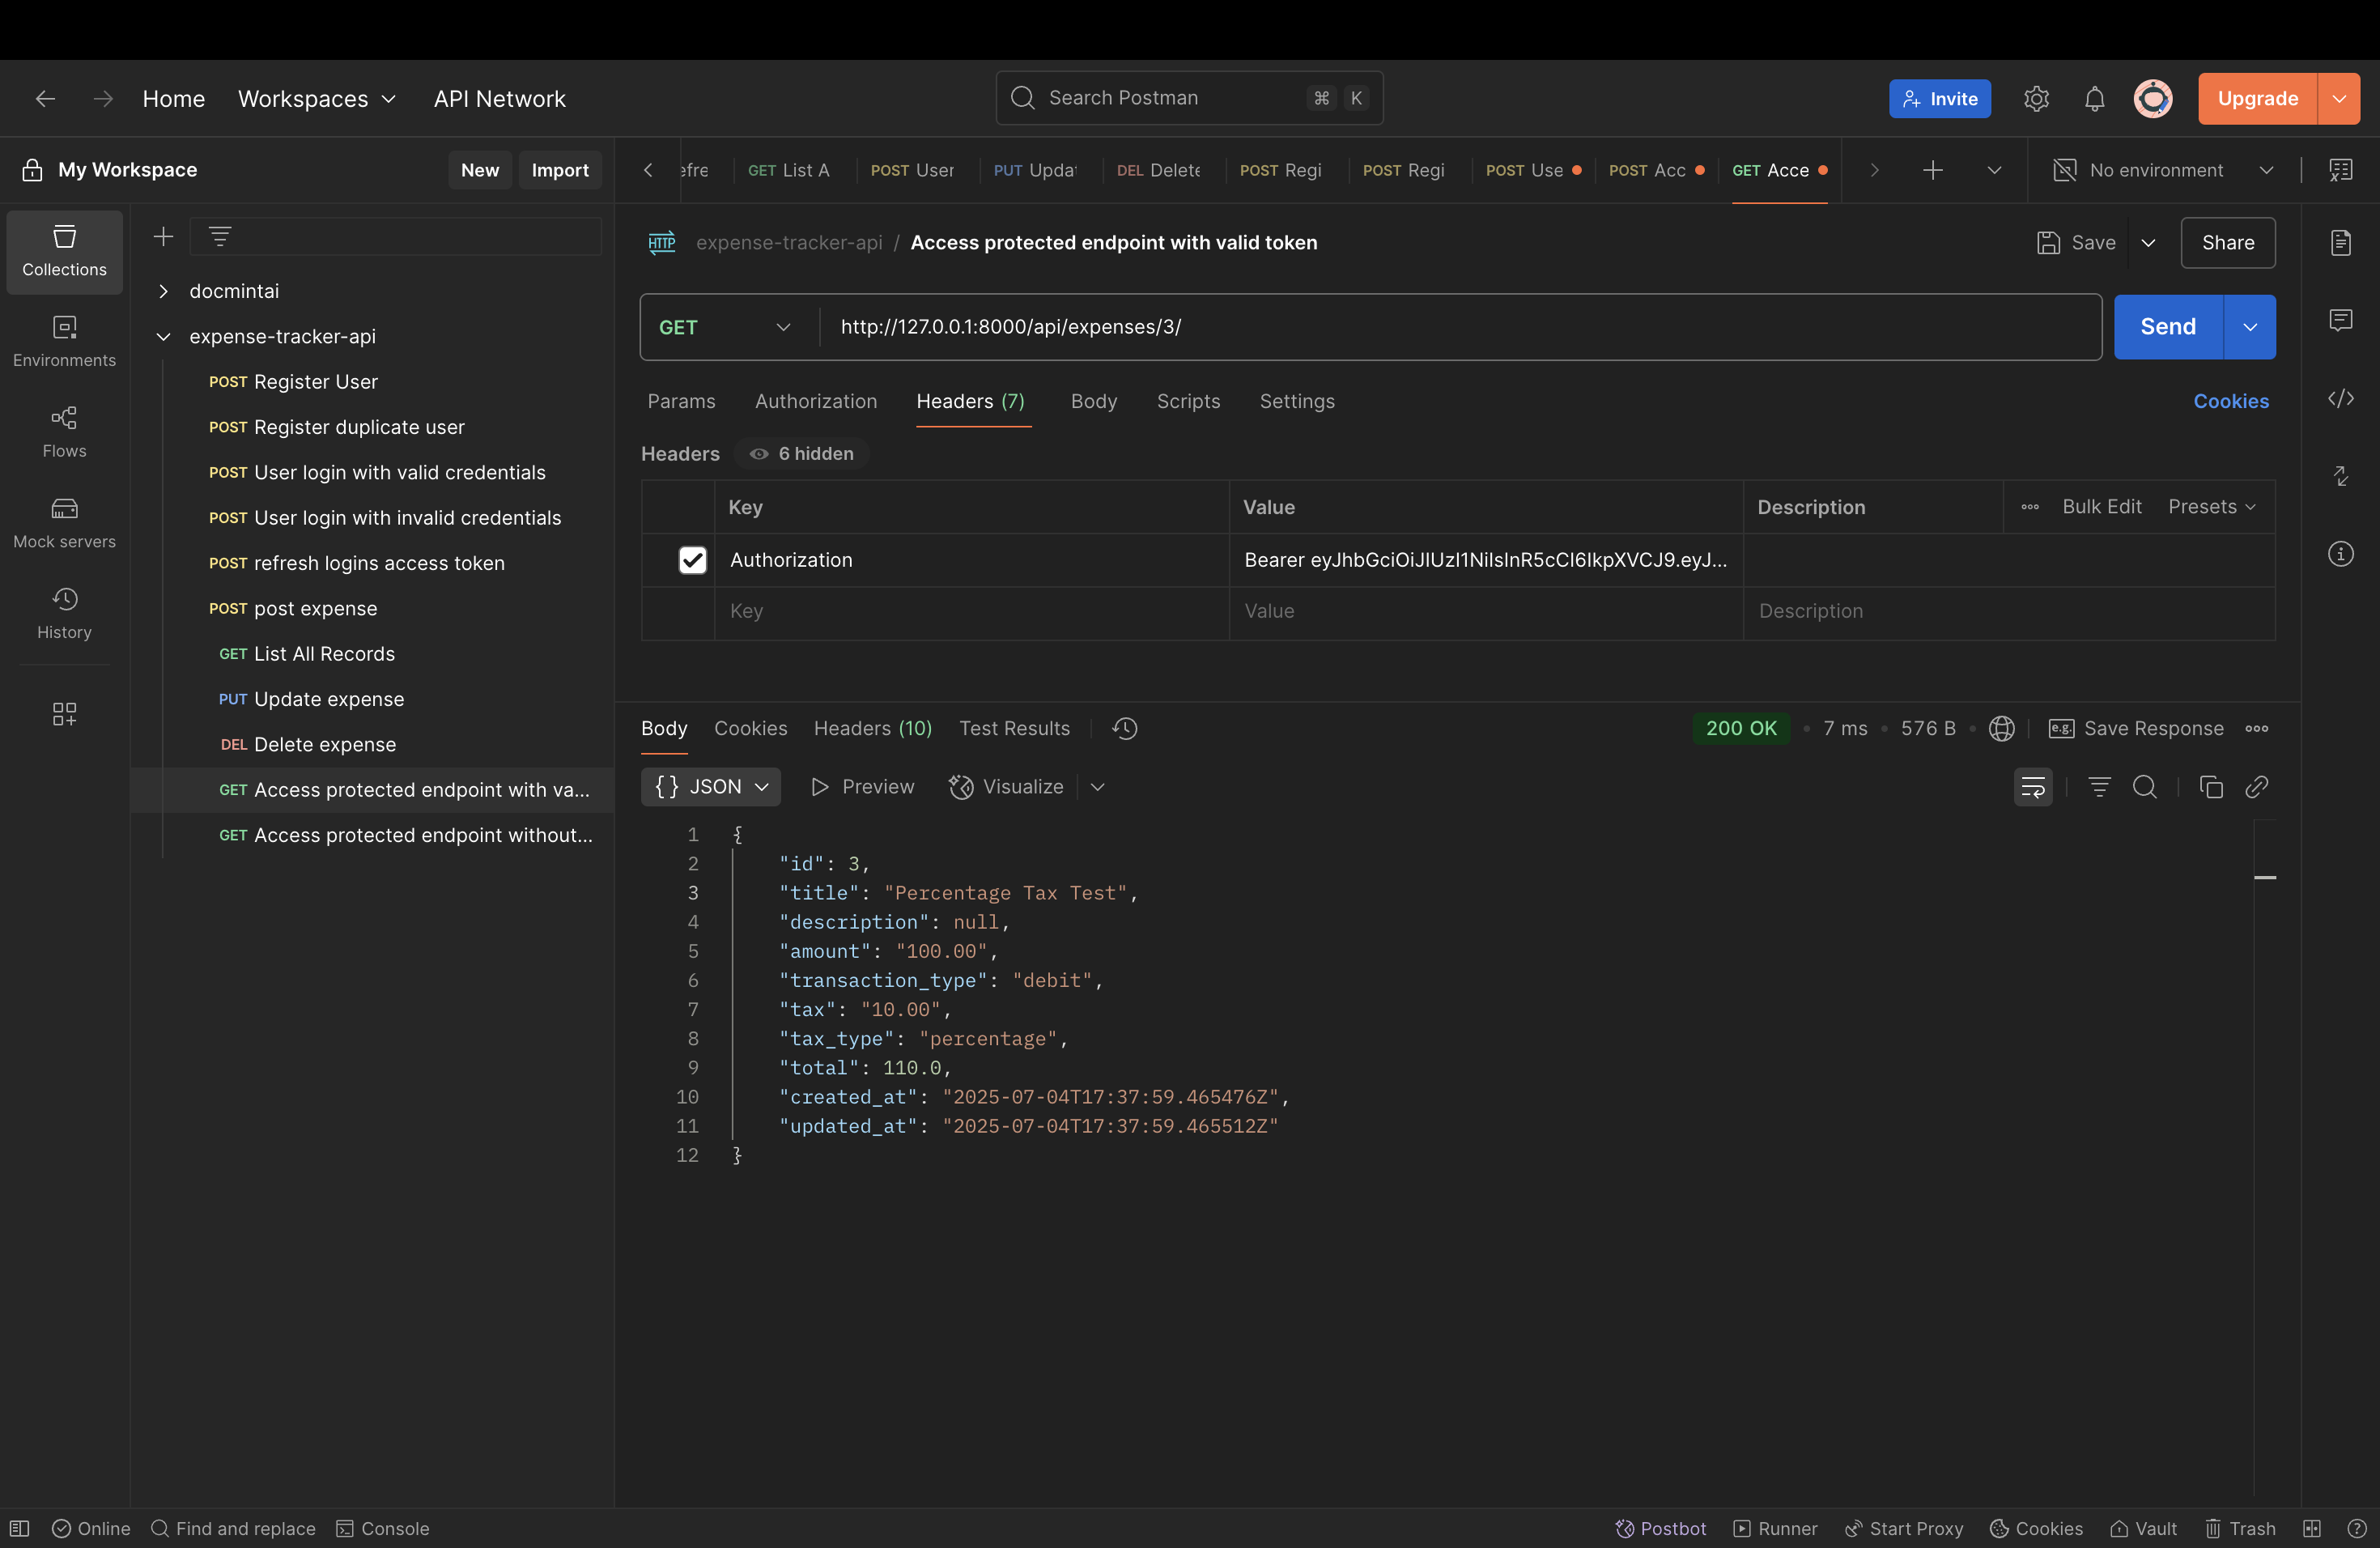 Home Workspaces API Network Search Postman ⌘ K Invite Upgrade
My Workspace New Import
efre GET List A POST User PUT Updat DEL Delete POST Regi POST Regi POST Use POST Acc GET Acce No environment
Collections
Environments
Flows
Mock servers
History
docmintai
expense-tracker-api
POST Register User
POST Register duplicate user
POST User login with valid credentials
POST User login with invalid credentials
POST refresh logins access token
POST post expense
GET List All Records
PUT Update expense
DEL Delete expense
GET Access protected endpoint with va...
GET Access protected endpoint without...
HTTP expense-tracker-api / Access protected endpoint with valid token Save Share
GET http://127.0.0.1:8000/api/expenses/3/ Send
Params Authorization Headers (7) Body Scripts Settings Cookies
Headers 6 hidden
Key Value Description Bulk Edit Presets
Authorization Bearer eyJhbGciOiJIUzI1NiIsInR5cCI6IkpXVCJ9.eyJ...
Key Value Description
Body Cookies Headers (10) Test Results 200 OK 7 ms 576 B e.g. Save Response
{ } JSON Preview Visualize
1 {
2 "id": 3,
3 "title": "Percentage Tax Test",
4 "description": null,
5 "amount": "100.00",
6 "transaction_type": "debit",
7 "tax": "10.00",
8 "tax_type": "percentage",
9 "total": 110.0,
10 "created_at": "2025-07-04T17:37:59.465476Z",
11 "updated_at": "2025-07-04T17:37:59.465512Z"
12 }
Online Find and replace Console Postbot Runner Start Proxy Cookies Vault Trash